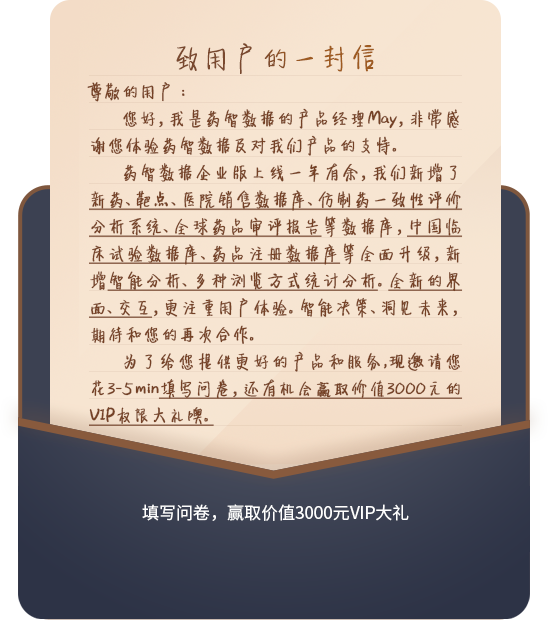 致用户的一封信
尊敬的用户：
您好，我是药智数据的产品经理May，非常感
谢您体验药智数据及对我们产品的支持。
药智数据企业版上线一年有余，我们新增了
新药、靶点、医院销售数据库、仿制药一致性评价
分析系统、全球药品审评报告等数据库，中国临
床试验数据库、药品注册数据库等全面升级，新
增智能分析、多种浏览方式统计分析。全新的界
面、交互，更注重用户体验。智能决策、洞见未来，
期待和您的再次合作。
为了给您提供更好的产品和服务,现邀请您
花3-5min填写问卷，还有机会赢取价值3000元的
VIP权限大礼噢。
填写问卷，赢取价值3000元VIP大礼